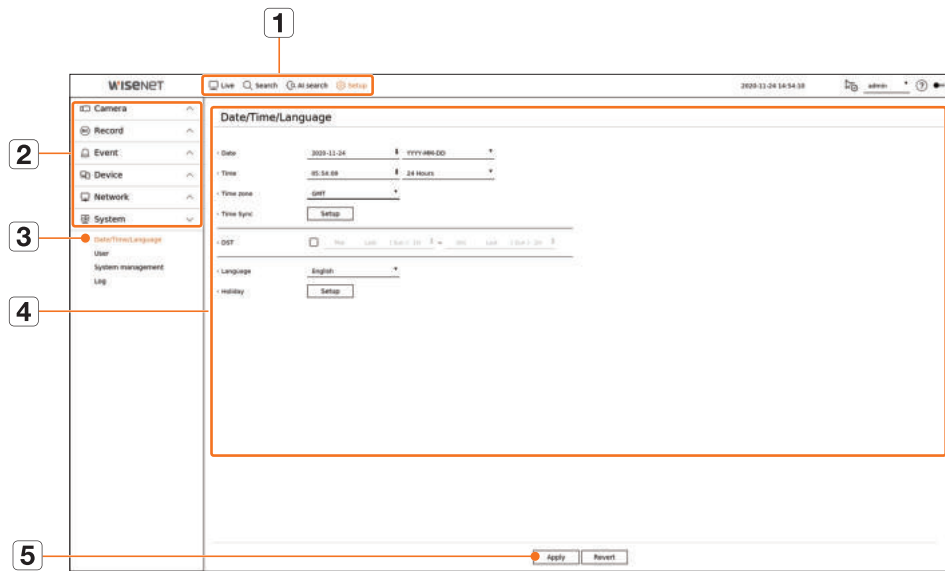 1
WISENET Live Search AI search Setup 2020-11-24 14:54:10 admin ?
Camera
Record
2
Event
Device
Network
System
3
Date/Time/Language
User
System management
Log
4
Date/Time/Language
Date 2020-11-24 YYYY-MM-DD
Time 05:54:09 24 Hours
Time zone GMT
Time Sync Setup
DST Last Last
Language English
Holiday Setup
5
Apply Revert